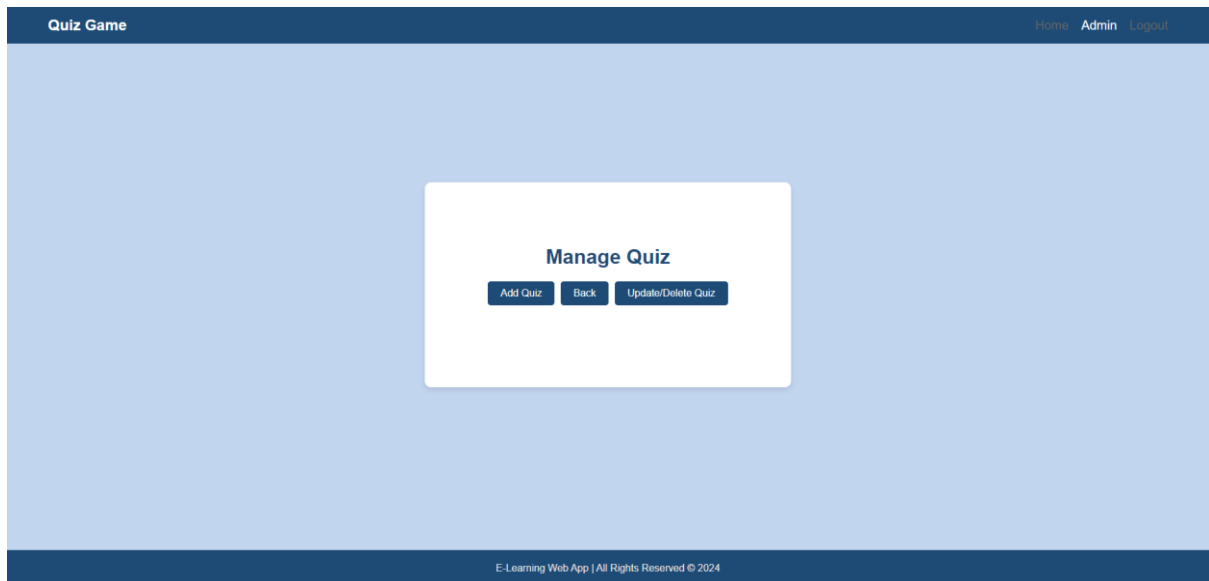 Quiz Game Home Admin Logout
Manage Quiz
Add Quiz Back Update/Delete Quiz
E-Learning Web App | All Rights Reserved © 2024